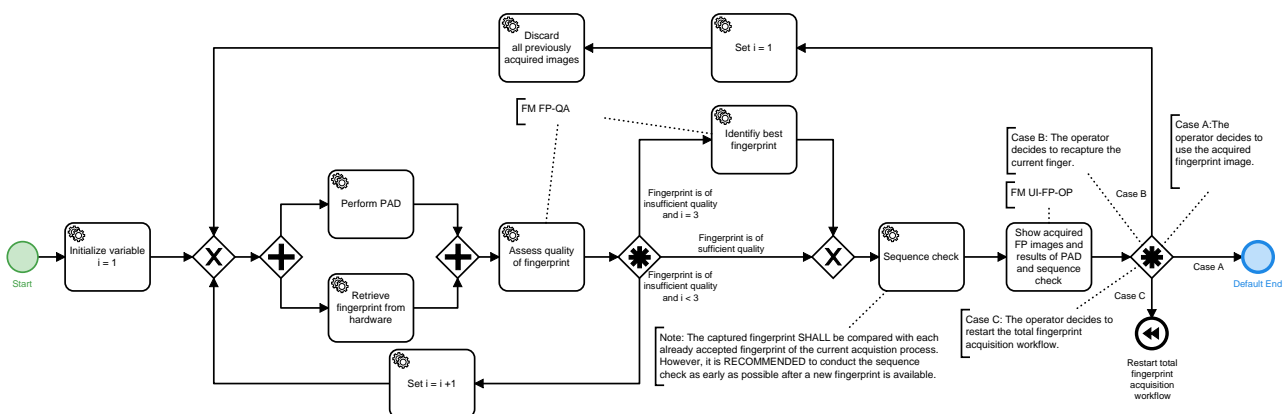 Discard
all previously
acquired images
Set i = 1
FM FP-QA
Identifiy best
fingerprint
Case B: The operator
decides to recapture the
current finger.
Case A:The
operator decides to
use the acquired
fingerprint image.
Case B
FM UI-FP-OP
Perform PAD
Fingerprint is of
insufficient quality
and i = 3
Start
Initialize variable
i = 1
Assess quality
of fingerprint
Fingerprint is of
sufficient quality
Sequence check
Show acquired
FP images and
results of PAD
and sequence
check
Case A
Default End
Retrieve
fingerprint from
hardware
Fingerprint is of
insufficient quality
and i < 3
Case C
Case C: The operator decides to
restart the total fingerprint
acquisition workflow.
Note: The captured fingerprint SHALL be compared with each
already accepted fingerprint of the current acquistion process.
However, it is RECOMMENDED to conduct the sequence
check as early as possible after a new fingerprint is available.
Set i = i +1
Restart total
fingerprint
acquisition
workflow